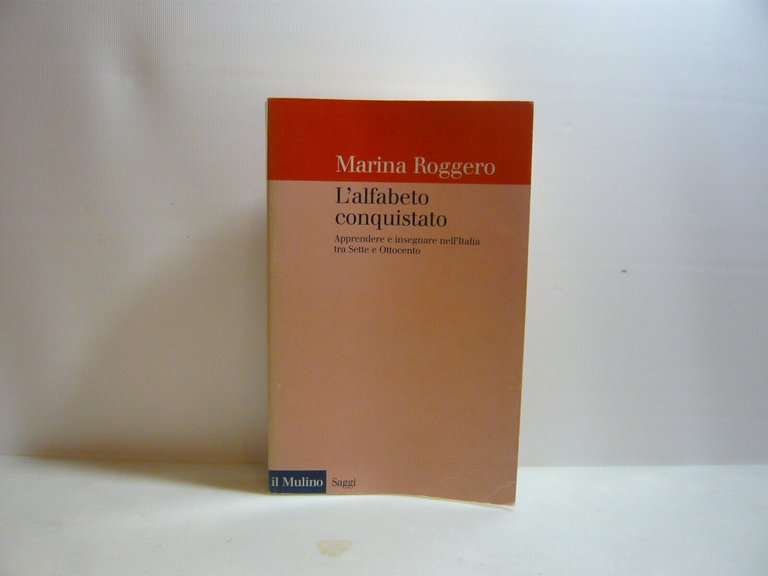 Marina Roggero
L'alfabeto
conquistato
Apprendere e insegnare nell'Italia
tra Sette e Ottocento
il Mulino Saggi